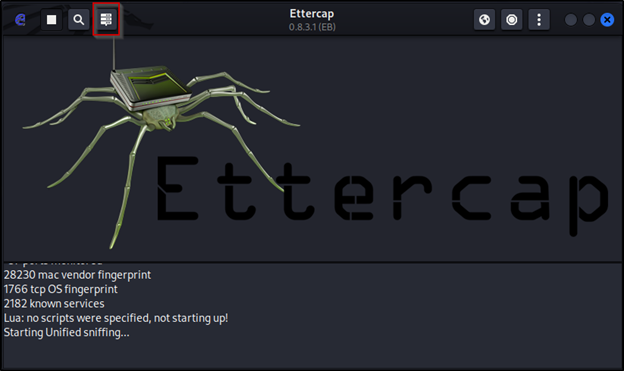 Ettercap
0.8.3.1 (EB)
Ettercap
28230 mac vendor fingerprint
1766 tcp OS fingerprint
2182 known services
Lua: no scripts were specified, not starting up!
Starting Unified sniffing...